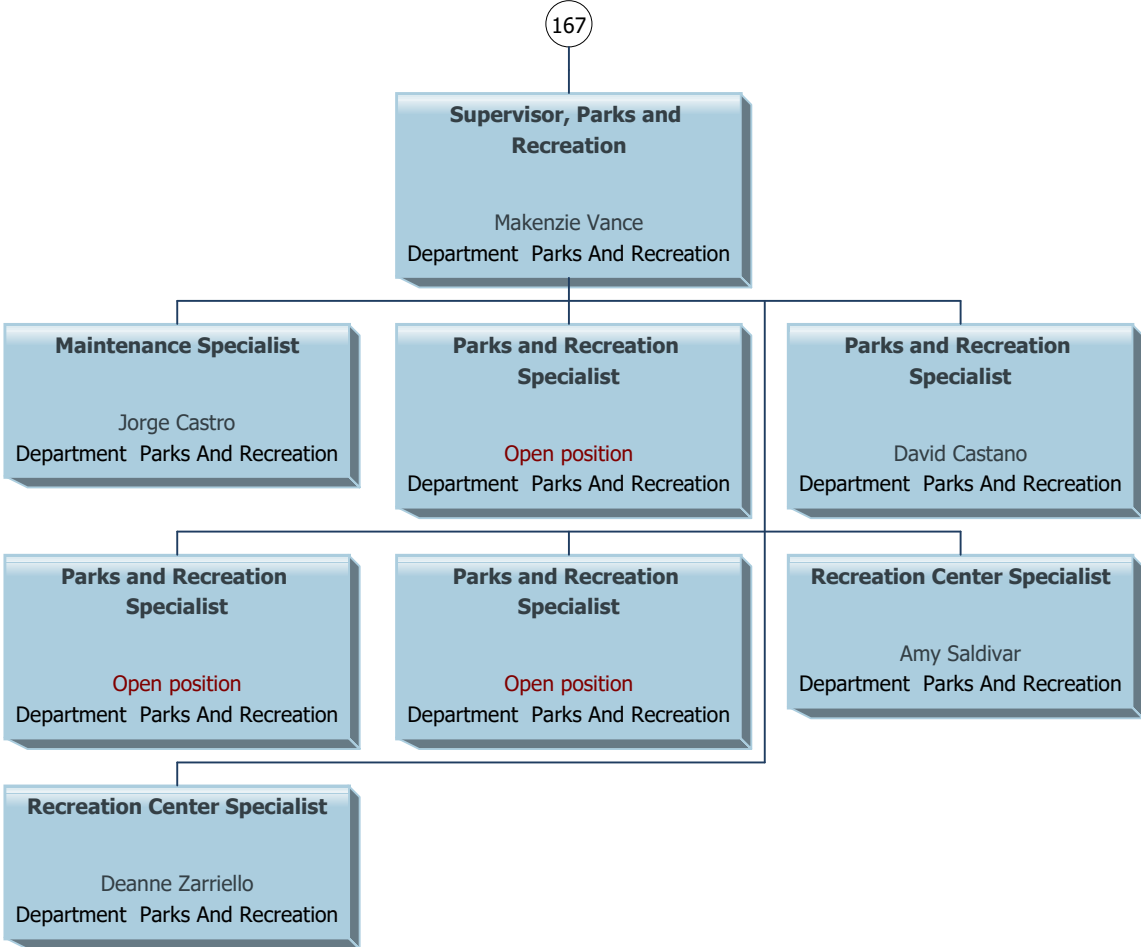 167
Supervisor, Parks and
Recreation
Makenzie Vance
Department  Parks And Recreation
Maintenance Specialist
Jorge Castro
Department  Parks And Recreation
Parks and Recreation
Specialist
Open position
Department  Parks And Recreation
Parks and Recreation
Specialist
David Castano
Department  Parks And Recreation
Parks and Recreation
Specialist
Open position
Department  Parks And Recreation
Parks and Recreation
Specialist
Open position
Department  Parks And Recreation
Recreation Center Specialist
Amy Saldivar
Department  Parks And Recreation
Recreation Center Specialist
Deanne Zarriello
Department  Parks And Recreation